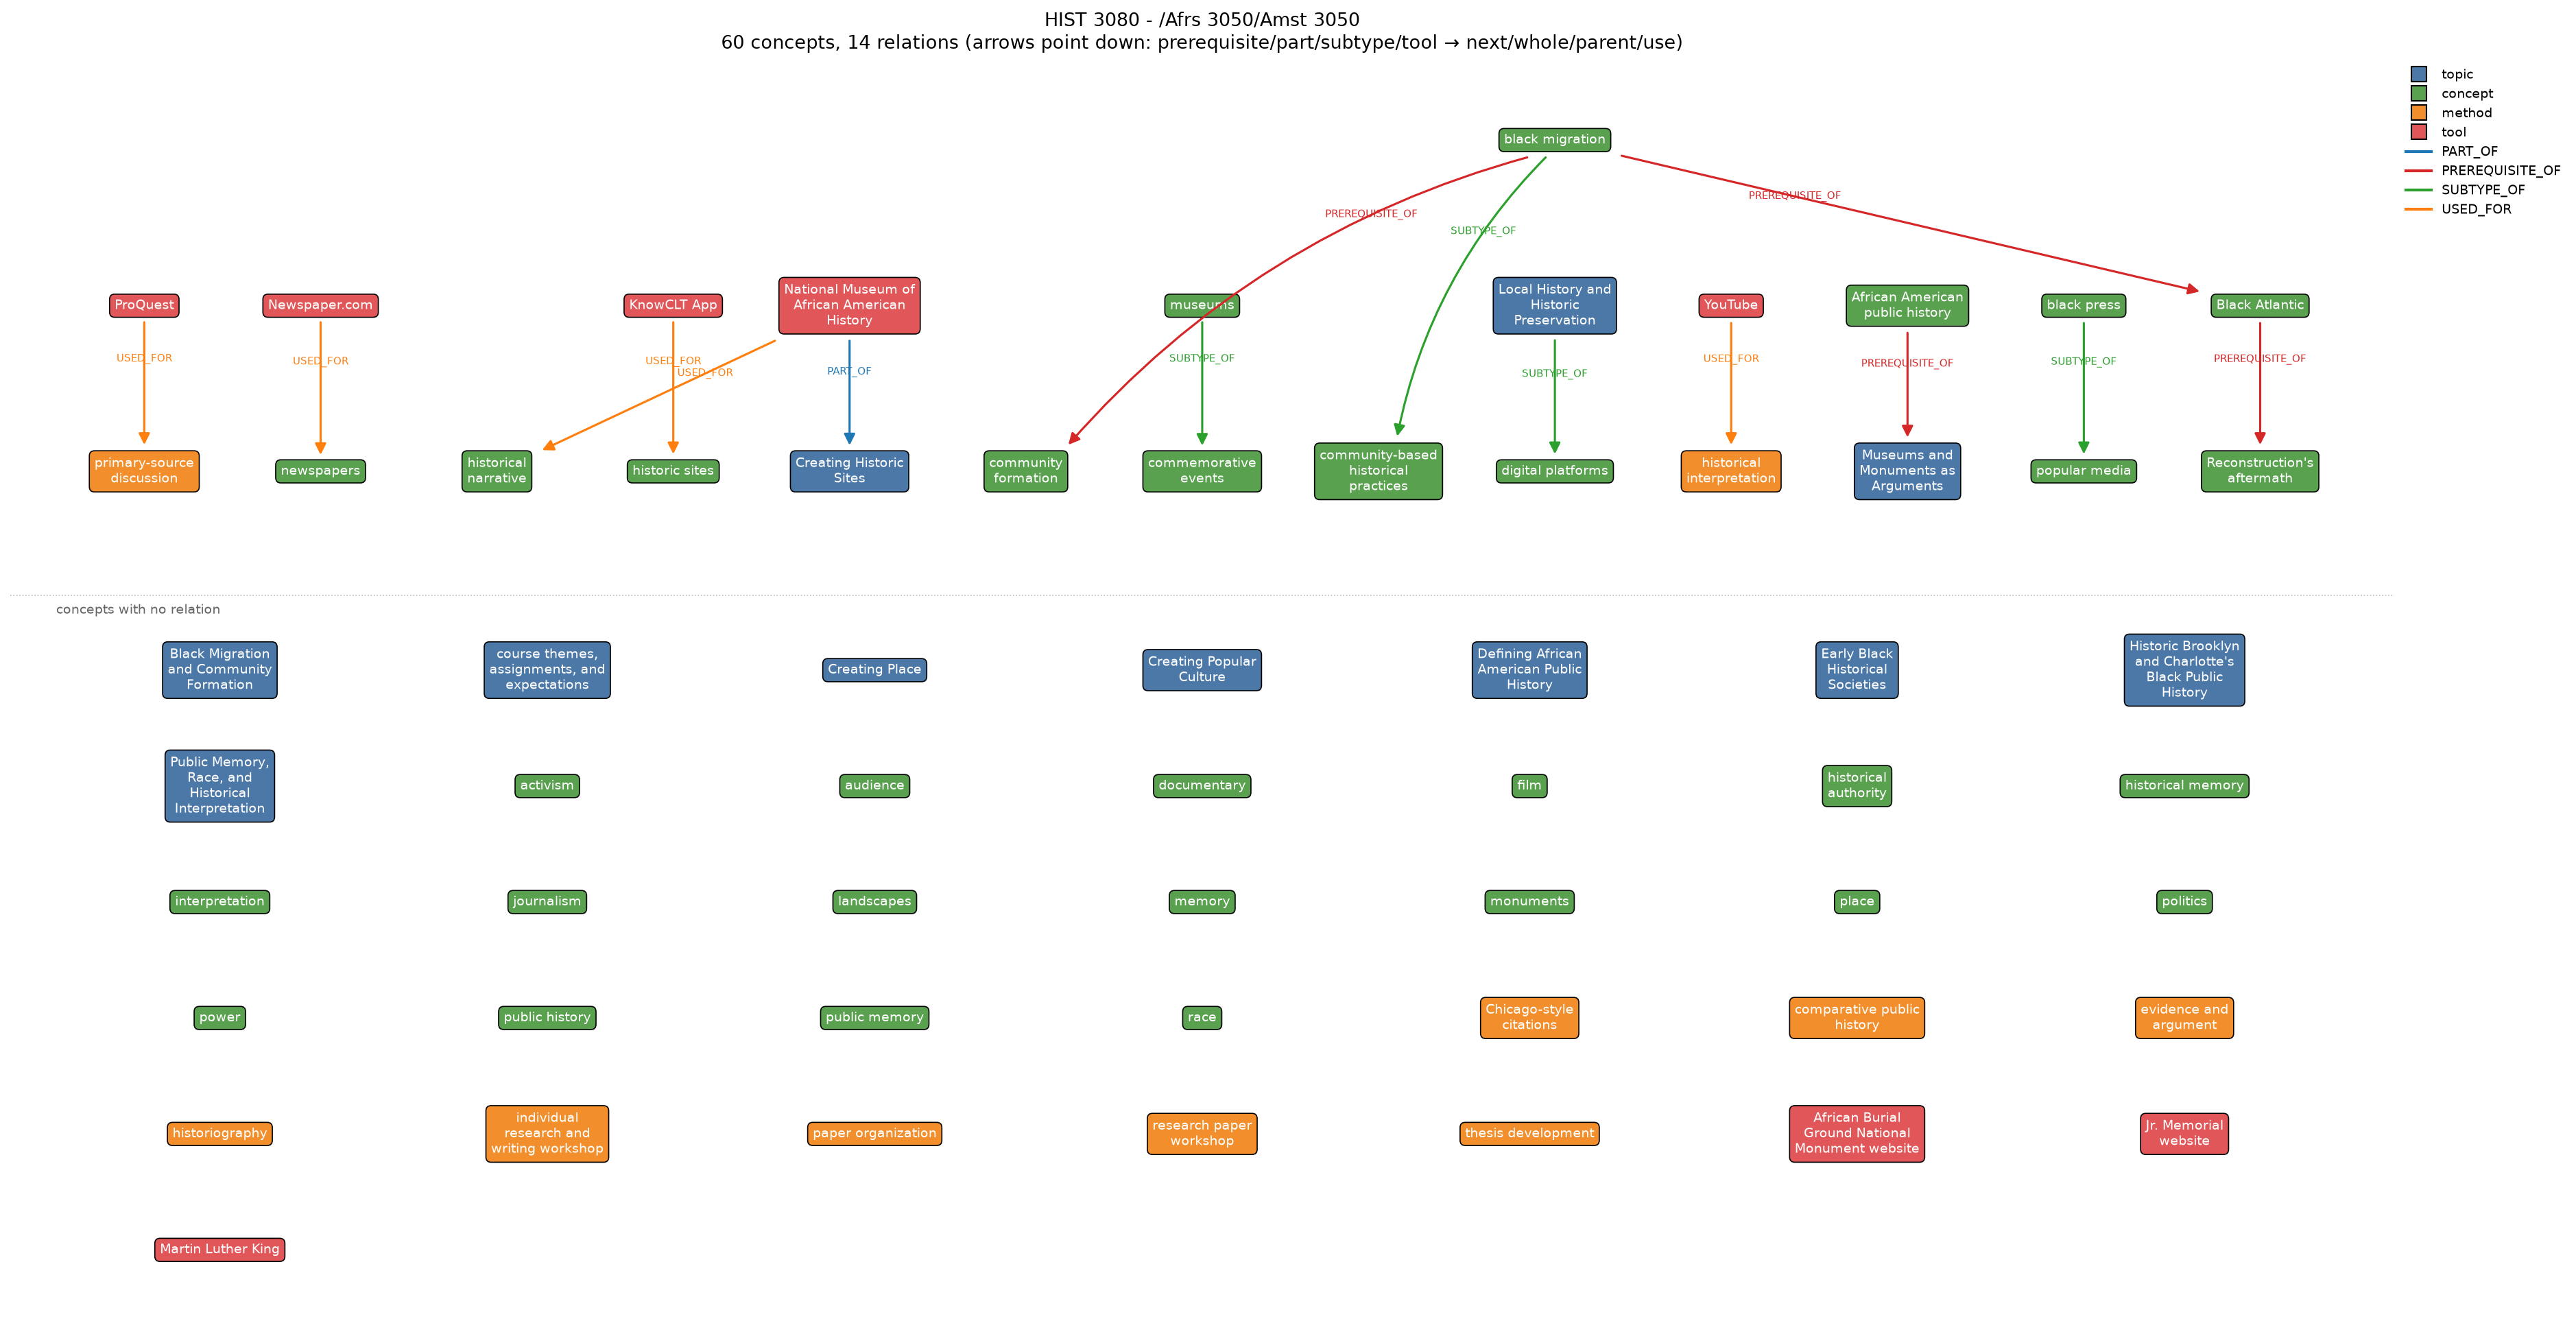 HIST 3080 - /Afrs 3050/Amst 3050
60 concepts, 14 relations (arrows point down: prerequisite/part/subtype/tool → next/whole/parent/use)
topic
concept
method
tool
PART_OF
PREREQUISITE_OF
SUBTYPE_OF
USED_FOR
black migration
PREREQUISITE_OF
PREREQUISITE_OF
SUBTYPE_OF
ProQuest
Newspaper.com
KnowCLT App
National Museum of
African American
History
museums
Local History and
Historic
Preservation
YouTube
African American
public history
black press
Black Atlantic
USED_FOR
USED_FOR
USED_FOR
USED_FOR
PART_OF
SUBTYPE_OF
SUBTYPE_OF
USED_FOR
PREREQUISITE_OF
SUBTYPE_OF
PREREQUISITE_OF
primary-source
discussion
newspapers
historical
narrative
historic sites
Creating Historic
Sites
community
formation
commemorative
events
community-based
historical
practices
digital platforms
historical
interpretation
Museums and
Monuments as
Arguments
popular media
Reconstruction's
aftermath
concepts with no relation
Black Migration
and Community
Formation
course themes,
assignments, and
expectations
Creating Place
Creating Popular
Culture
Defining African
American Public
History
Early Black
Historical
Societies
Historic Brooklyn
and Charlotte's
Black Public
History
Public Memory,
Race, and
Historical
Interpretation
activism
audience
documentary
film
historical
authority
historical memory
interpretation
journalism
landscapes
memory
monuments
place
politics
power
public history
public memory
race
Chicago-style
citations
comparative public
history
evidence and
argument
historiography
individual
research and
writing workshop
paper organization
research paper
workshop
thesis development
African Burial
Ground National
Monument website
Jr. Memorial
website
Martin Luther King